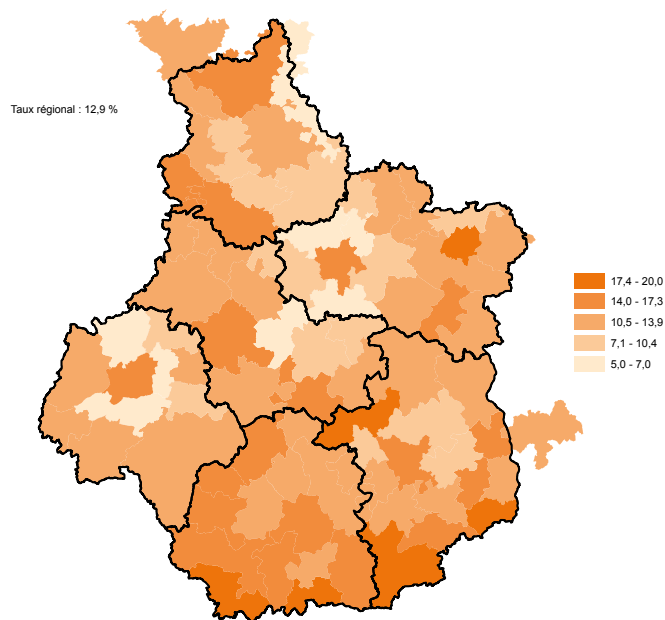 Taux régional : 12,9 %
17,4 - 20,0
14,0 - 17,3
10,5 - 13,9
7,1 - 10,4
5,0 - 7,0